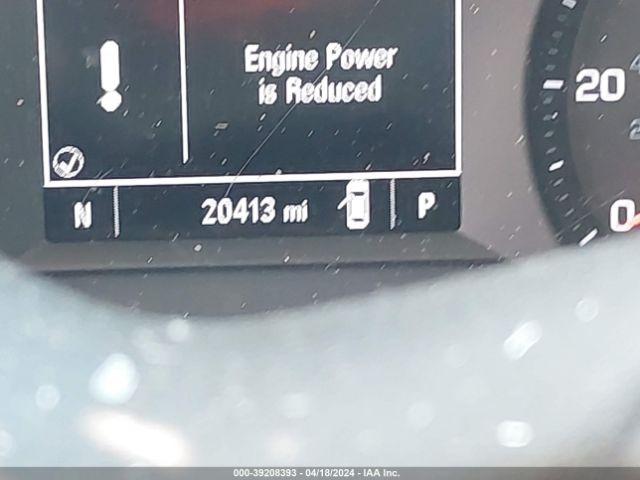 Engine Power
is Reduced
20
N 20413 mi P
0
000-39208393 - 04/18/2024 - IAA Inc.